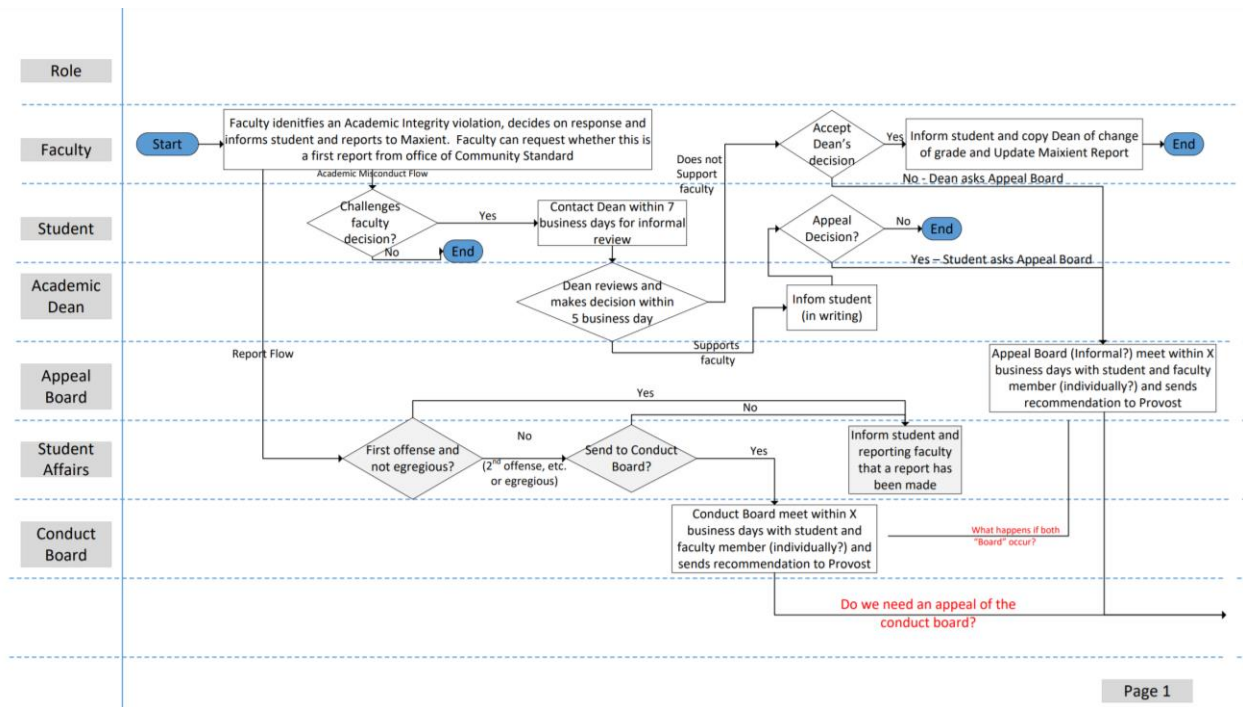 Role
Faculty
Start
Faculty idenitfies an Academic Integrity violation, decides on response and
informs student and reports to Maxient.  Faculty can request whether this is
a first report from office of Community Standard
Accept
Dean's
decision
Yes
Inform student and copy Dean of change
of grade and Update Maixient Report
End
Does not
Support
faculty
Academic Misconduct Flow
No - Dean asks Appeal Board
Student
Challenges
faculty
decision?
Yes
Contact Dean within 7
business days for informal
review
No
End
Appeal
Decision?
No
End
Yes – Student asks Appeal Board
Academic
Dean
Dean reviews and
makes decision within
5 business day
Infom student
(in writing)
Supports
faculty
Report Flow
Appeal
Board
Appeal Board (Informal?) meet within X
business days with student and faculty
member (individually?) and sends
recommendation to Provost
Yes
No
Student
Affairs
First offense and
not egregious?
No
(2nd offense, etc.
or egregious)
Send to Conduct
Board?
Yes
Inform student and
reporting faculty
that a report has
been made
Conduct
Board
Conduct Board meet within X
business days with student and
faculty member (individually?) and
sends recommendation to Provost
What happens if both
"Board" occur?
Do we need an appeal of the
conduct board?
Page 1